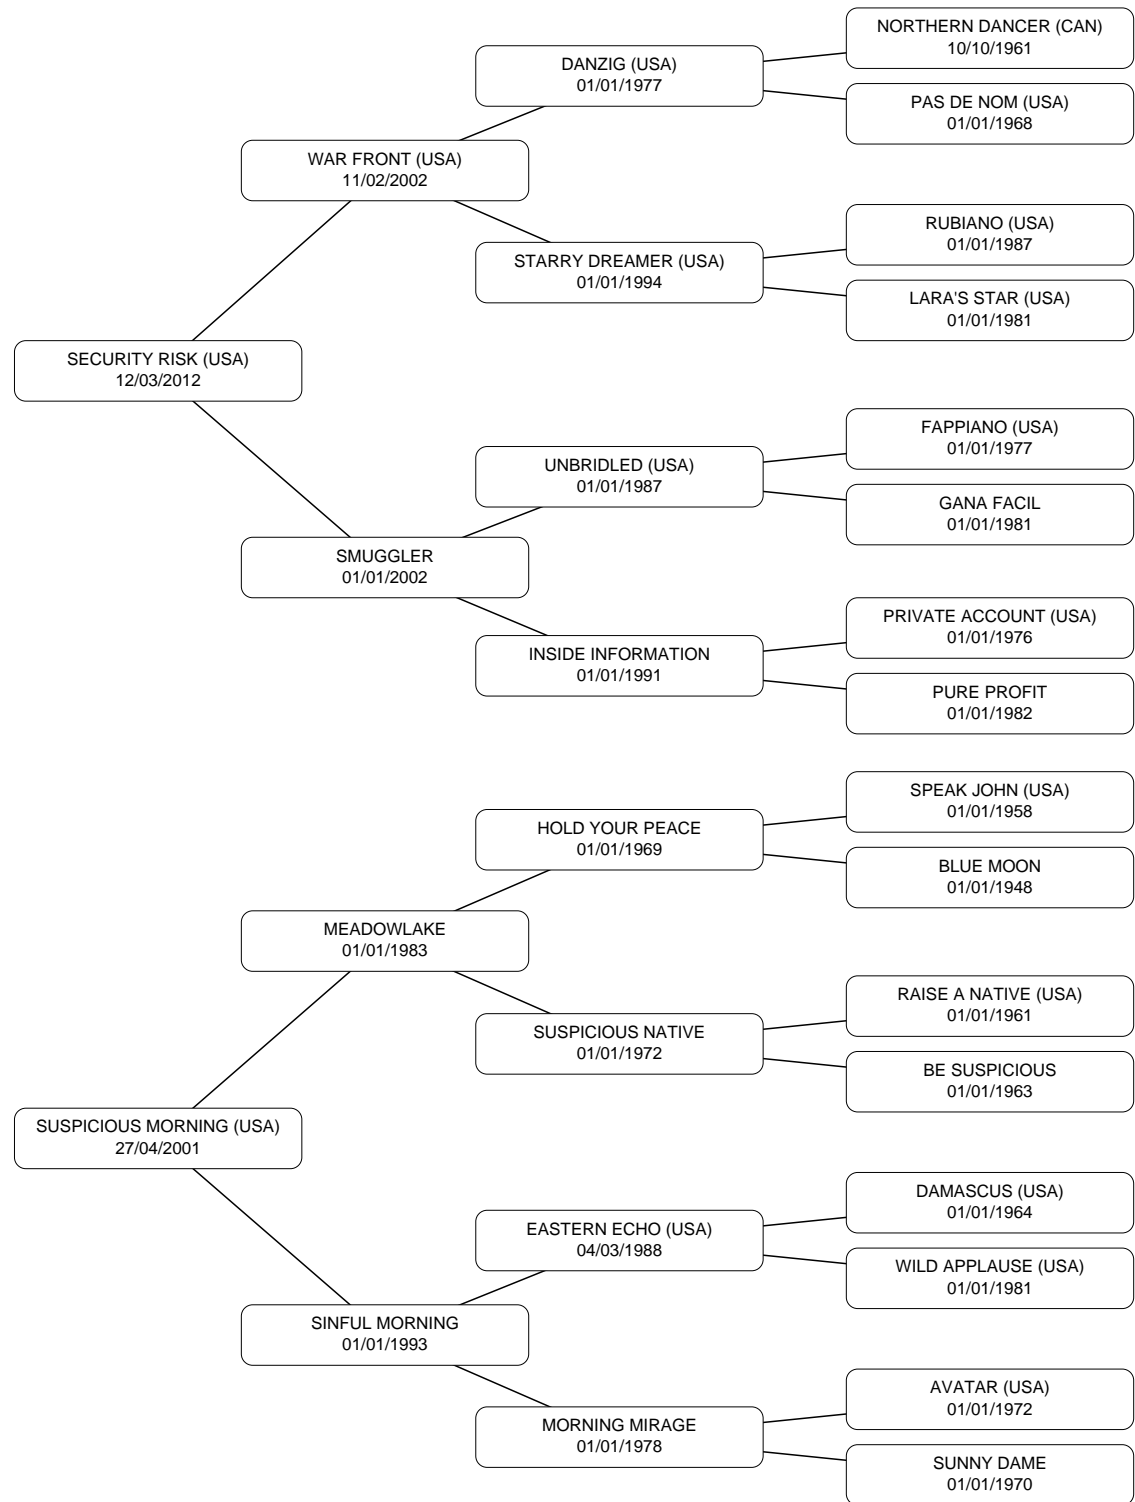 NORTHERN DANCER (CAN)
10/10/1961
DANZIG (USA)
01/01/1977
PAS DE NOM (USA)
01/01/1968
WAR FRONT (USA)
11/02/2002
RUBIANO (USA)
01/01/1987
STARRY DREAMER (USA)
01/01/1994
LARA'S STAR (USA)
01/01/1981
SECURITY RISK (USA)
12/03/2012
FAPPIANO (USA)
01/01/1977
UNBRIDLED (USA)
01/01/1987
GANA FACIL
01/01/1981
SMUGGLER
01/01/2002
PRIVATE ACCOUNT (USA)
01/01/1976
INSIDE INFORMATION
01/01/1991
PURE PROFIT
01/01/1982
SPEAK JOHN (USA)
01/01/1958
HOLD YOUR PEACE
01/01/1969
BLUE MOON
01/01/1948
MEADOWLAKE
01/01/1983
RAISE A NATIVE (USA)
01/01/1961
SUSPICIOUS NATIVE
01/01/1972
BE SUSPICIOUS
01/01/1963
SUSPICIOUS MORNING (USA)
27/04/2001
DAMASCUS (USA)
01/01/1964
EASTERN ECHO (USA)
04/03/1988
WILD APPLAUSE (USA)
01/01/1981
SINFUL MORNING
01/01/1993
AVATAR (USA)
01/01/1972
MORNING MIRAGE
01/01/1978
SUNNY DAME
01/01/1970